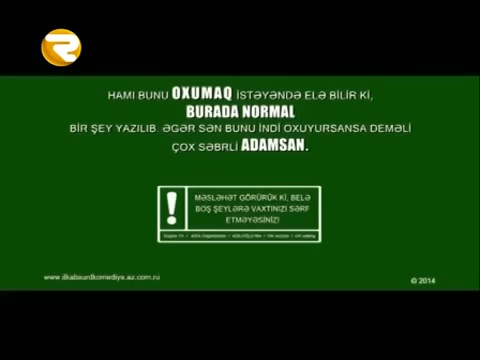 HAMI BUNU OXUMAQ İSTƏYƏNDƏ ELƏ BİLİR Kİ,
BURADA NORMAL
BİR ŞEY YAZILIB. ƏGƏR SƏN BUNU İNDİ OXUYURSANSA DEMƏLİ
ÇOX SƏBRLİ ADAMSAN.
! MƏSLƏHƏT GÖRÜRÜK Kİ, BELƏ
BOŞ ŞEYLƏRƏ VAXTINIZI SƏRF
ETMƏYƏSİNİZ!
www.ilkabsurdkomediya.az.com.ru
© 2014